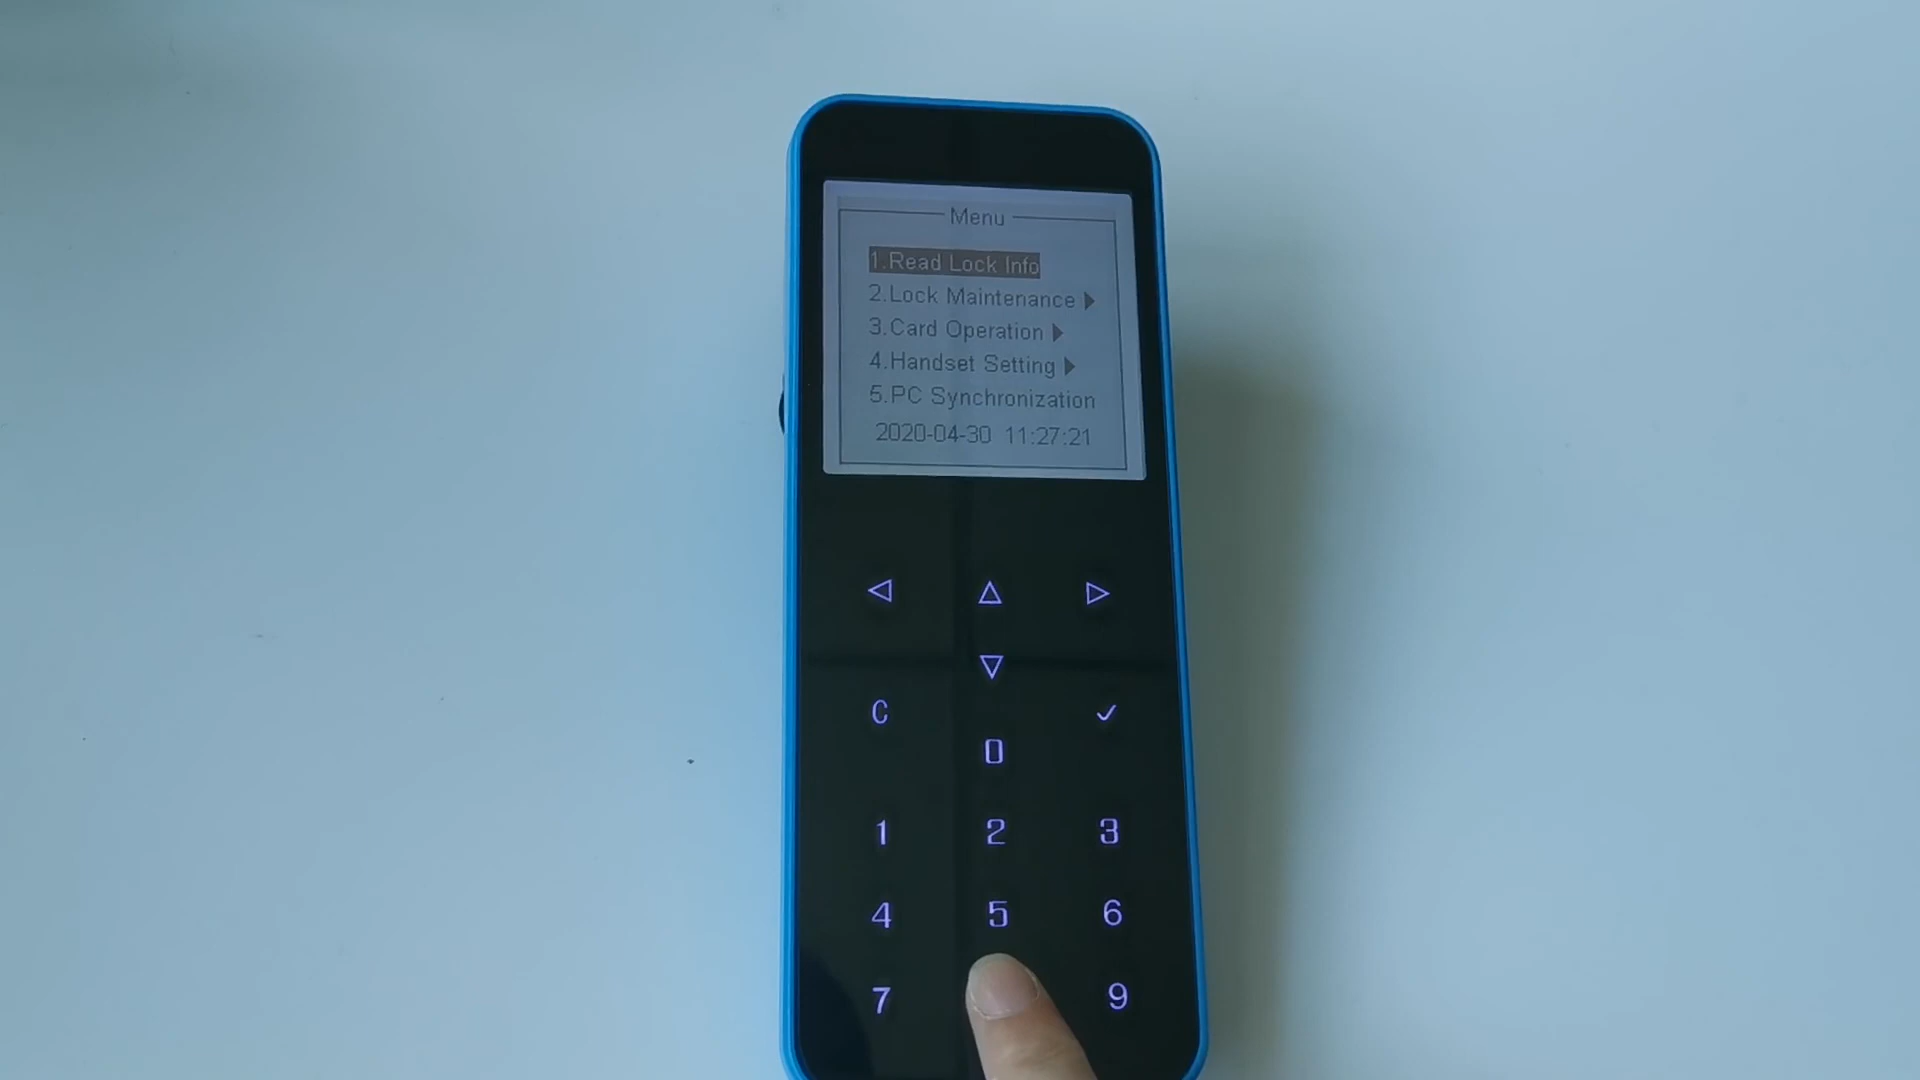 Menu
1.Read Lock Info
2.Lock Maintenance
3.Card Operation
4.Handset Setting
5.PC Synchronization
2020-04-30 11:27:21
C
0
1 2 3
4 5 6
7 9